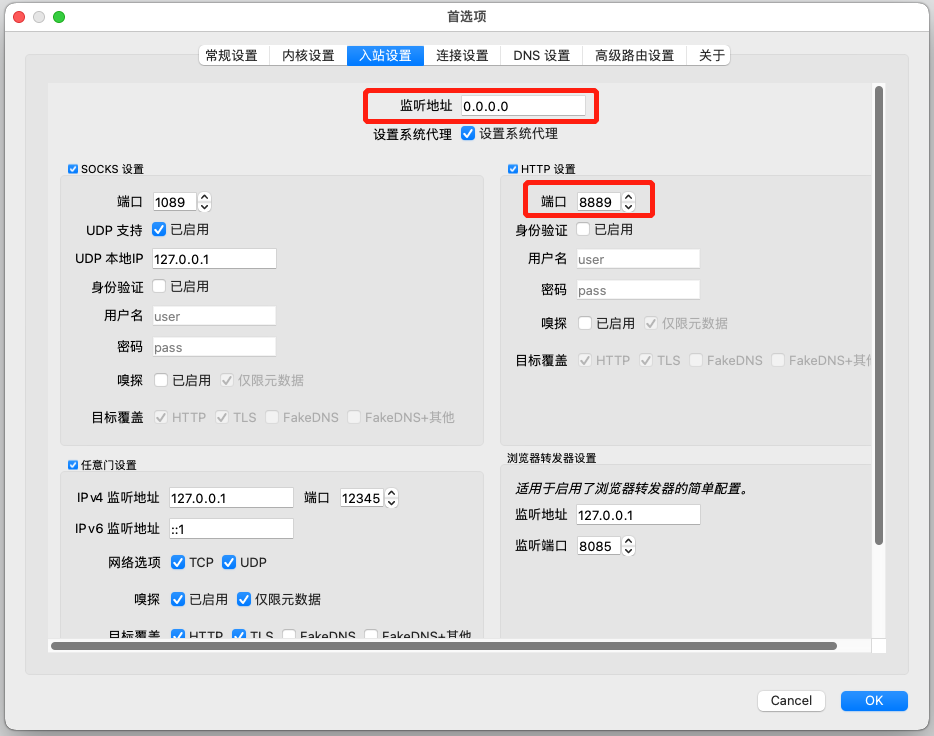 首选项
常规设置 内核设置 入站设置 连接设置 DNS 设置 高级路由设置 关于
监听地址 0.0.0.0
设置系统代理 设置系统代理
SOCKS 设置
端口 1089
UDP 支持 已启用
UDP 本地IP 127.0.0.1
身份验证 已启用
用户名 user
密码 pass
嗅探 已启用 仅限元数据
目标覆盖 HTTP TLS FakeDNS FakeDNS+其他
HTTP 设置
端口 8889
身份验证 已启用
用户名 user
密码 pass
嗅探 已启用 仅限元数据
目标覆盖 HTTP TLS FakeDNS FakeDNS+其他
任意门设置
IPv4 监听地址 127.0.0.1 端口 12345
IPv6 监听地址 ::1
网络选项 TCP UDP
嗅探 已启用 仅限元数据
目标覆盖 HTTP TLS FakeDNS FakeDNS+其他
浏览器转发器设置
适用于启用了浏览器转发器的简单配置。
监听地址 127.0.0.1
监听端口 8085
Cancel OK